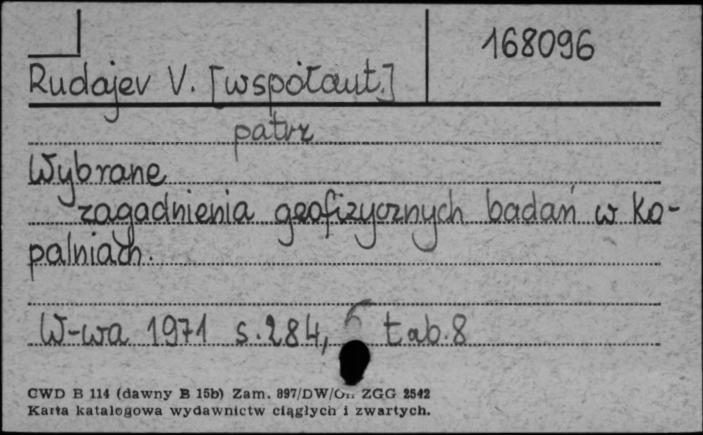 168096
Rudajev V. [współaut.]
patrz
Wybrane
zagadnienia geofizycznych badań w ko-
palniach.
W-wa 1971 s.284, tab.8
CWD B 114 (dawny B 15b) Zam. 897/DW/ ZGG 2542
Karta katalogowa wydawnictw ciągłych i zwartych.